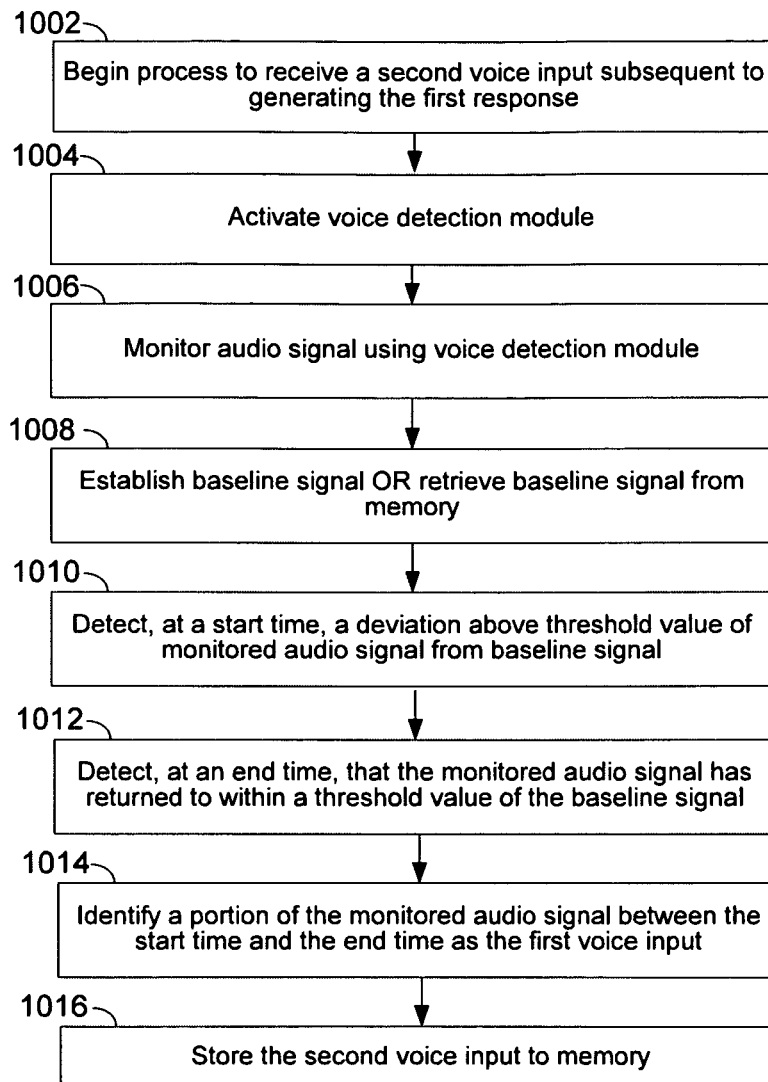 1002
Begin process to receive a second voice input subsequent to
generating the first response
1004
Activate voice detection module
1006
Monitor audio signal using voice detection module
1008
Establish baseline signal OR retrieve baseline signal from
memory
1010
Detect, at a start time, a deviation above threshold value of
monitored audio signal from baseline signal
1012
Detect, at an end time, that the monitored audio signal has
returned to within a threshold value of the baseline signal
1014
Identify a portion of the monitored audio signal between the
start time and the end time as the first voice input
1016
Store the second voice input to memory